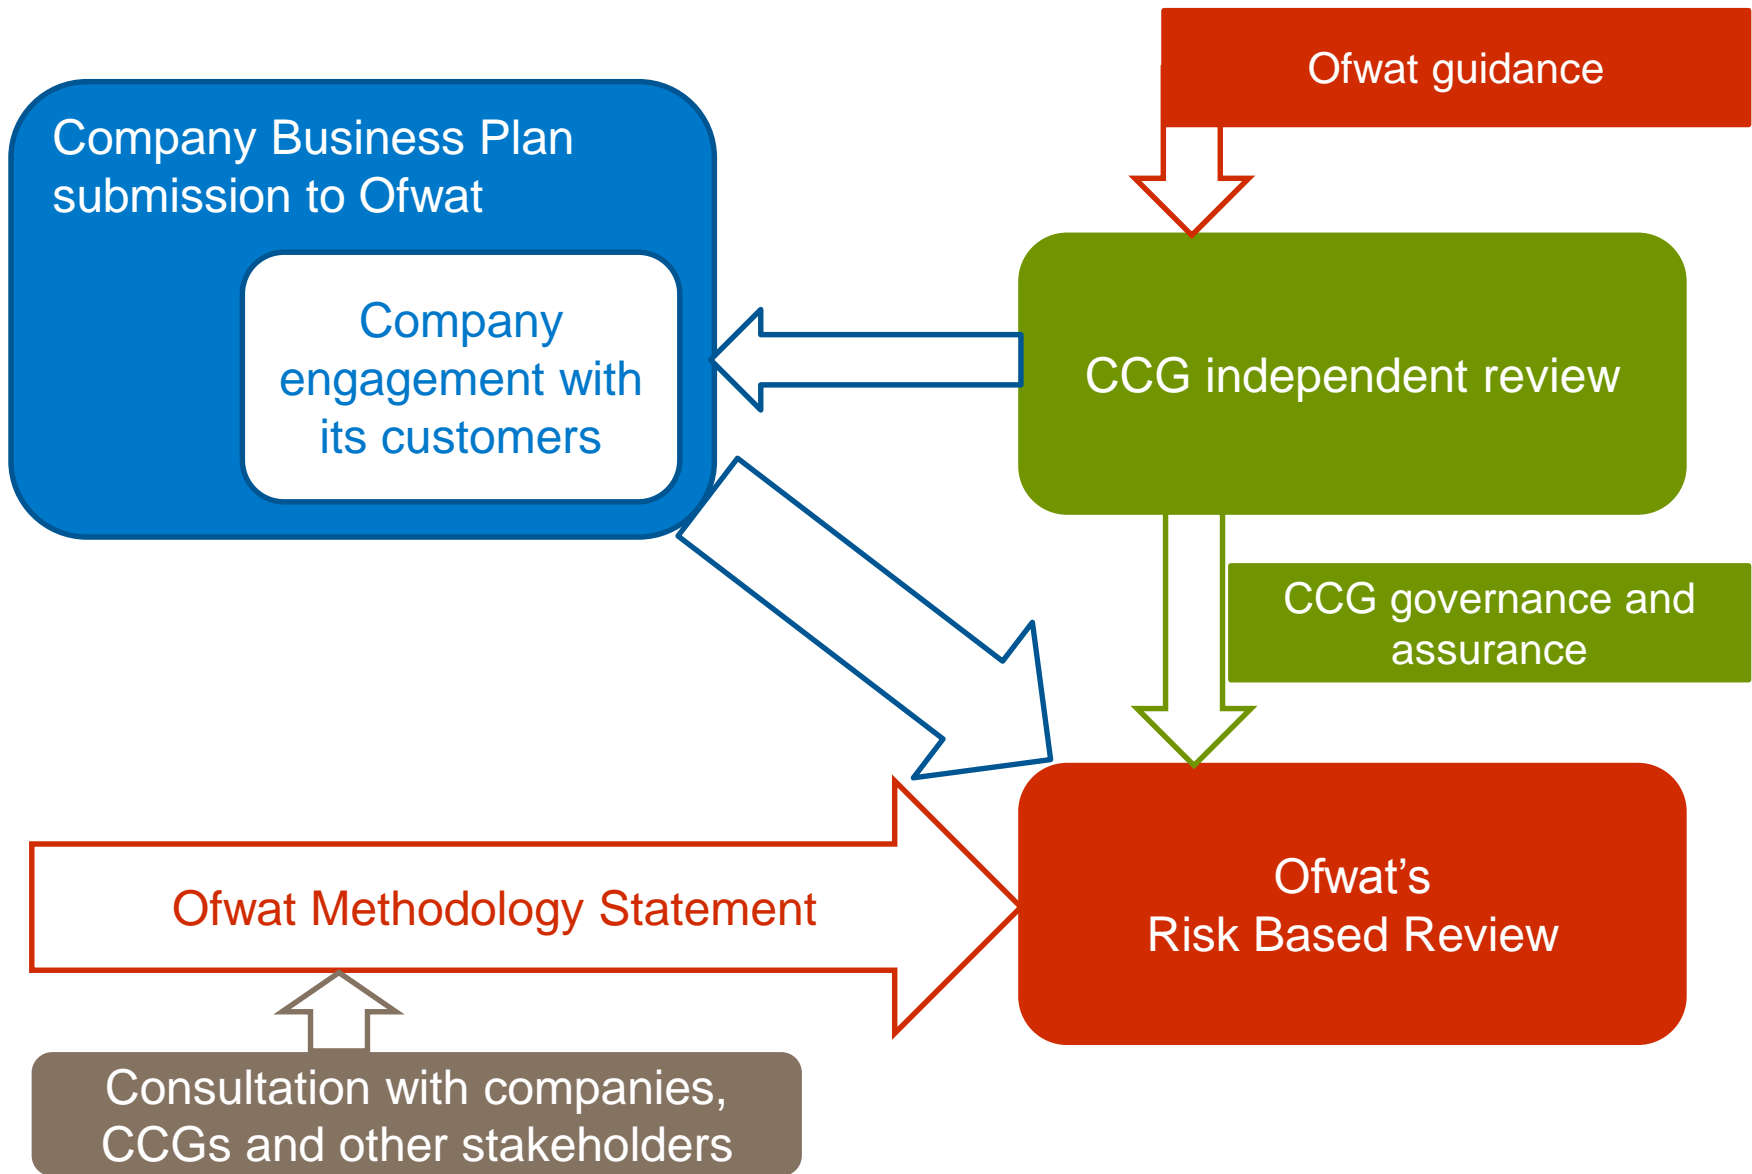 Ofwat guidance
Company Business Plan
submission to Ofwat
Company
engagement with
its customers
CCG independent review
CCG governance and
assurance
Ofwat Methodology Statement
Ofwat’s
Risk Based Review
Consultation with companies,
CCGs and other stakeholders